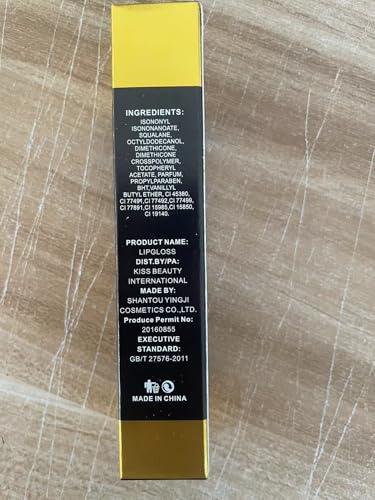 INGREDIENTS:
ISONONYL
ISONONANOATE,
SQUALANE,
OCTYLDODECANOL,
DIMETHICONE,
DIMETHICONE
CROSSPOLYMER,
TOCOPHERYL
ACETATE, PARFUM,
PROPYLPARABEN,
BHT,VANILLYL
BUTYL ETHER, CI 45380,
CI 77491, CI 77492,CI 77499,
CI 77891,CI 15985,CI 15850,
CI 19140.
PRODUCT NAME:
LIPGLOSS
DIST.BY/PA:
KISS BEAUTY
INTERNATIONAL
MADE BY:
SHANTOU YINGJI
COSMETICS CO.,LTD.
Produce Permit No:
20160855
EXECUTIVE
STANDARD:
GB/T 27576-2011
MADE IN CHINA